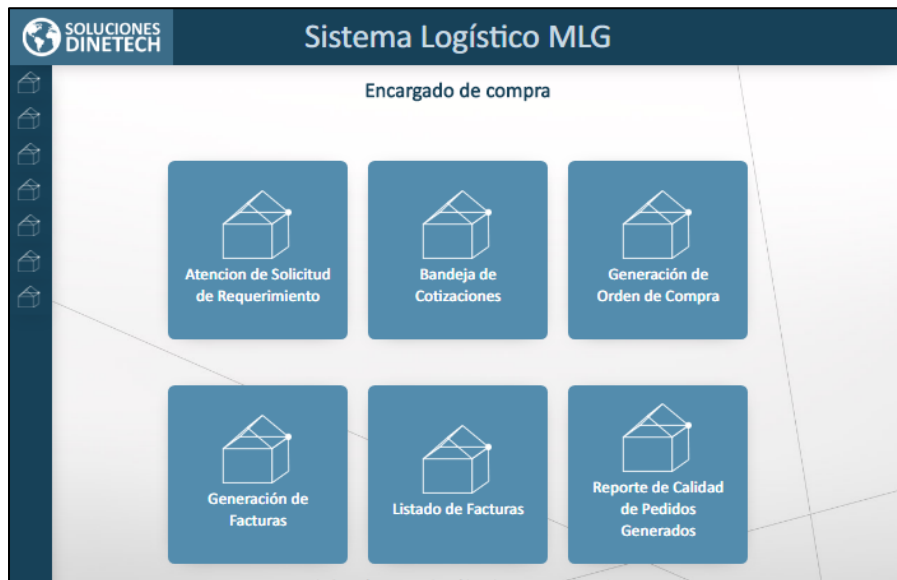 SOLUCIONES
DINETECH
Sistema Logístico MLG
Encargado de compra
Atencion de Solicitud
de Requerimiento
Bandeja de
Cotizaciones
Generación de
Orden de Compra
Generación de
Facturas
Listado de Facturas
Reporte de Calidad
de Pedidos
Generados